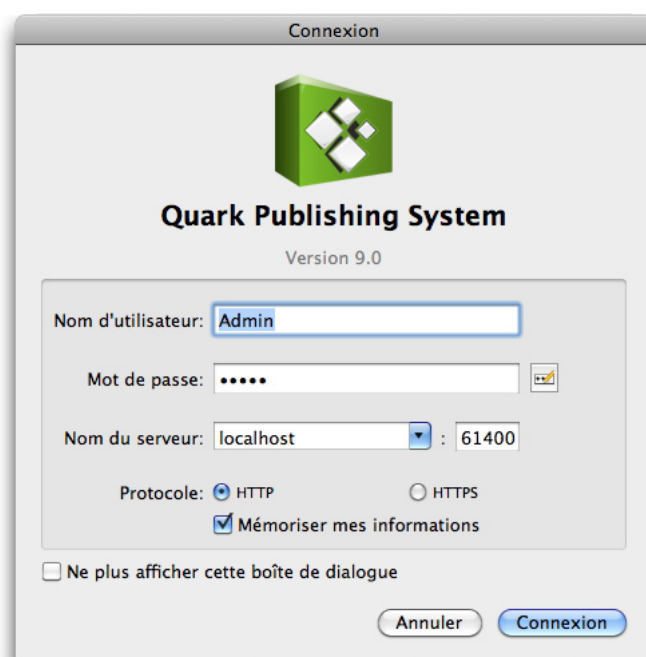 Connexion
Quark Publishing System
Version 9.0
Nom d'utilisateur: Admin
Mot de passe: •••••
Nom du serveur: localhost : 61400
Protocole: HTTP HTTPS
Mémoriser mes informations
Ne plus afficher cette boîte de dialogue
Annuler Connexion